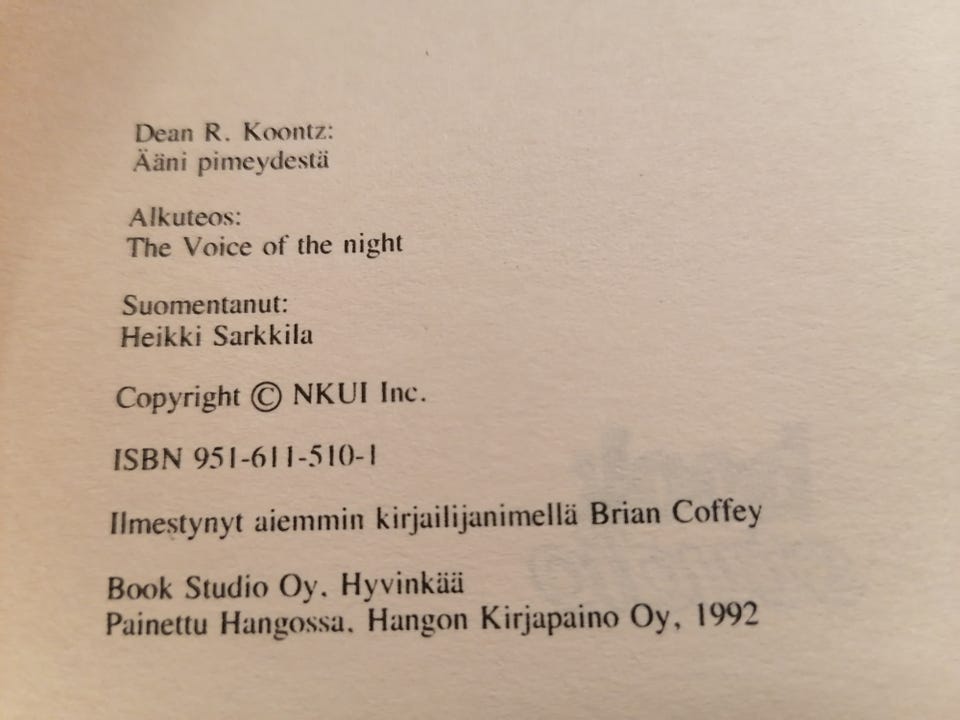 Dean R. Koontz:
Ääni pimeydestä
Alkuteos:
The Voice of the night
Suomentanut:
Heikki Sarkkila
Copyright © NKUI Inc.
ISBN 951-611-510-1
Ilmestynyt aiemmin kirjailijanimellä Brian Coffey
Book Studio Oy, Hyvinkää
Painettu Hangossa, Hangon Kirjapaino Oy, 1992